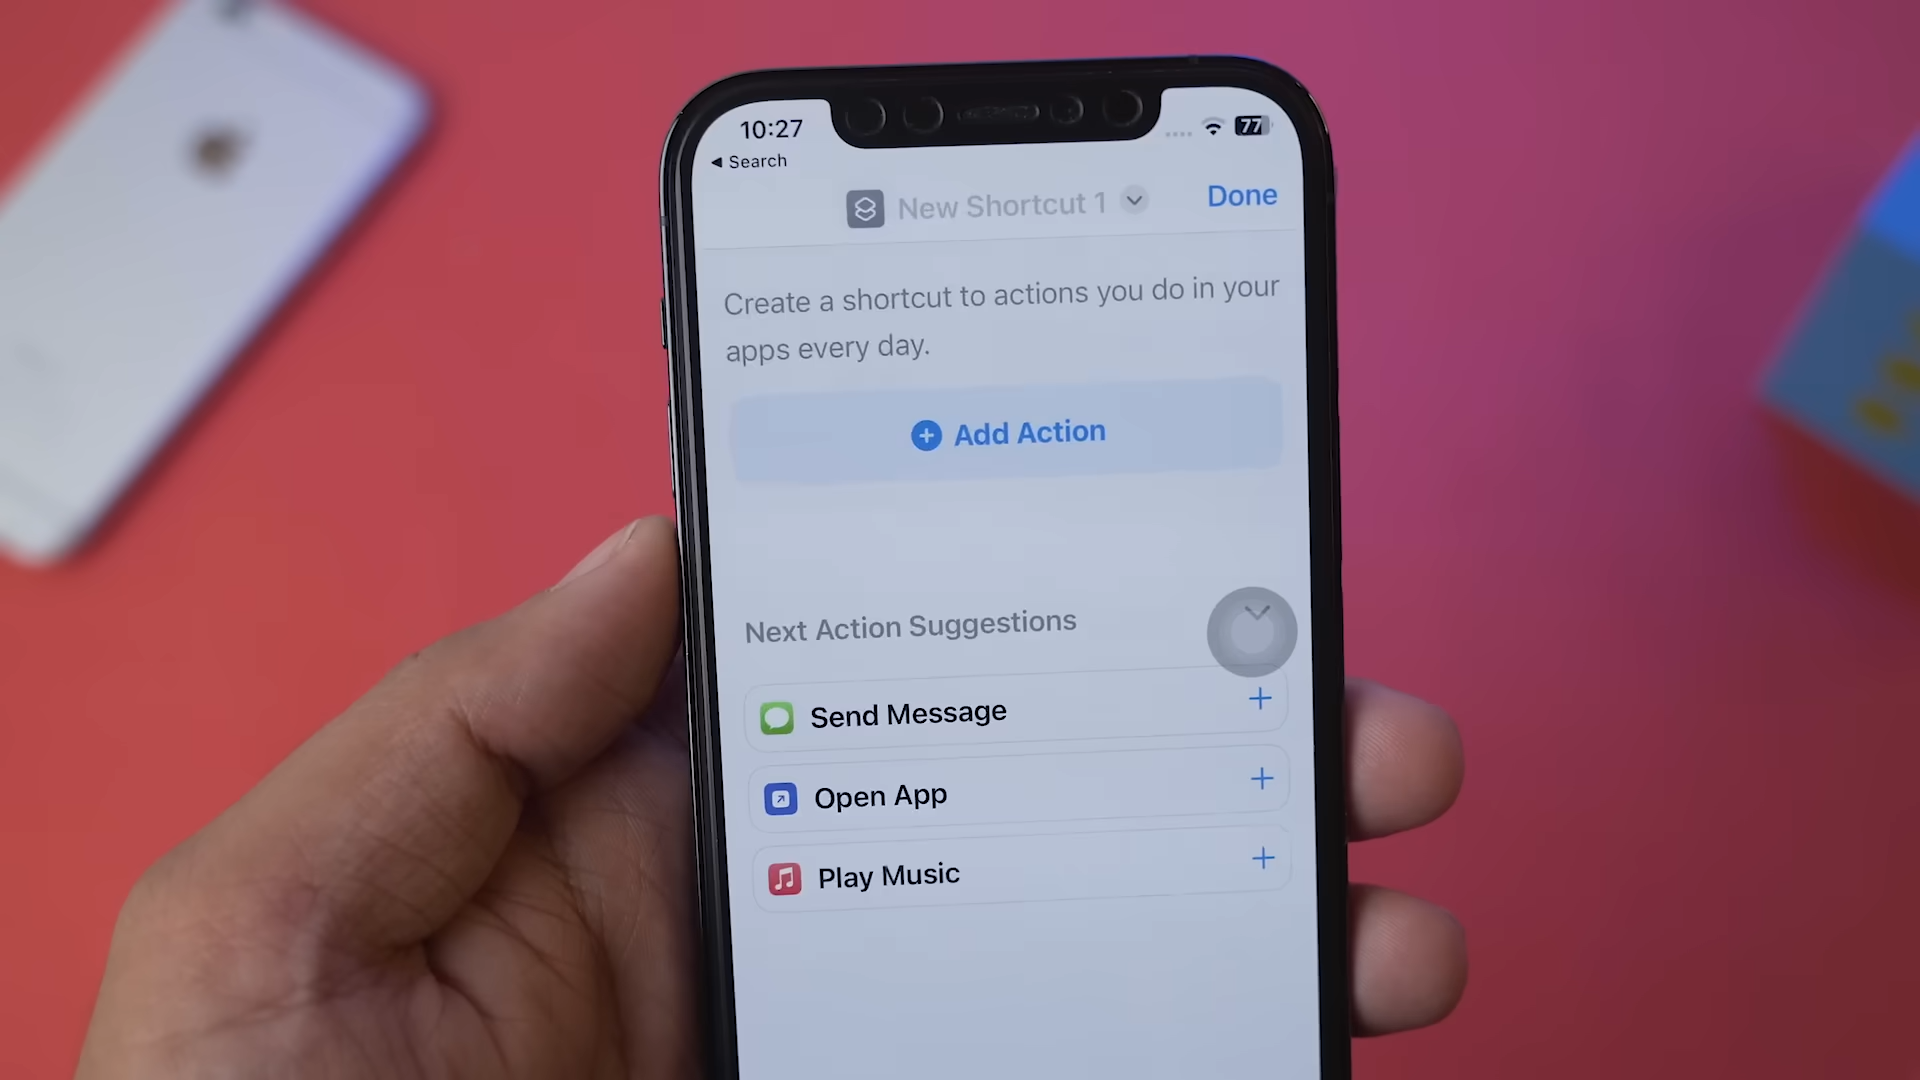 10:27
77
◀ Search
New Shortcut 1
Done
Create a shortcut to actions you do in your
apps every day.
Add Action
Next Action Suggestions
Send Message
Open App
Play Music